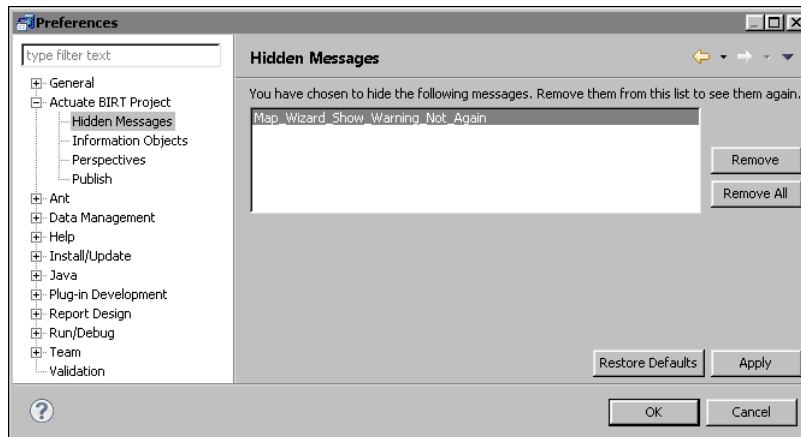 Preferences
type filter text
General
Actuate BIRT Project
Hidden Messages
Information Objects
Perspectives
Publish
Ant
Data Management
Help
Install/Update
Java
Plug-in Development
Report Design
Run/Debug
Team
Validation
Hidden Messages
You have chosen to hide the following messages. Remove them from this list to see them again.
Map_Wizard_Show_Warning_Not_Again
Remove
Remove All
Restore Defaults
Apply
?
OK
Cancel